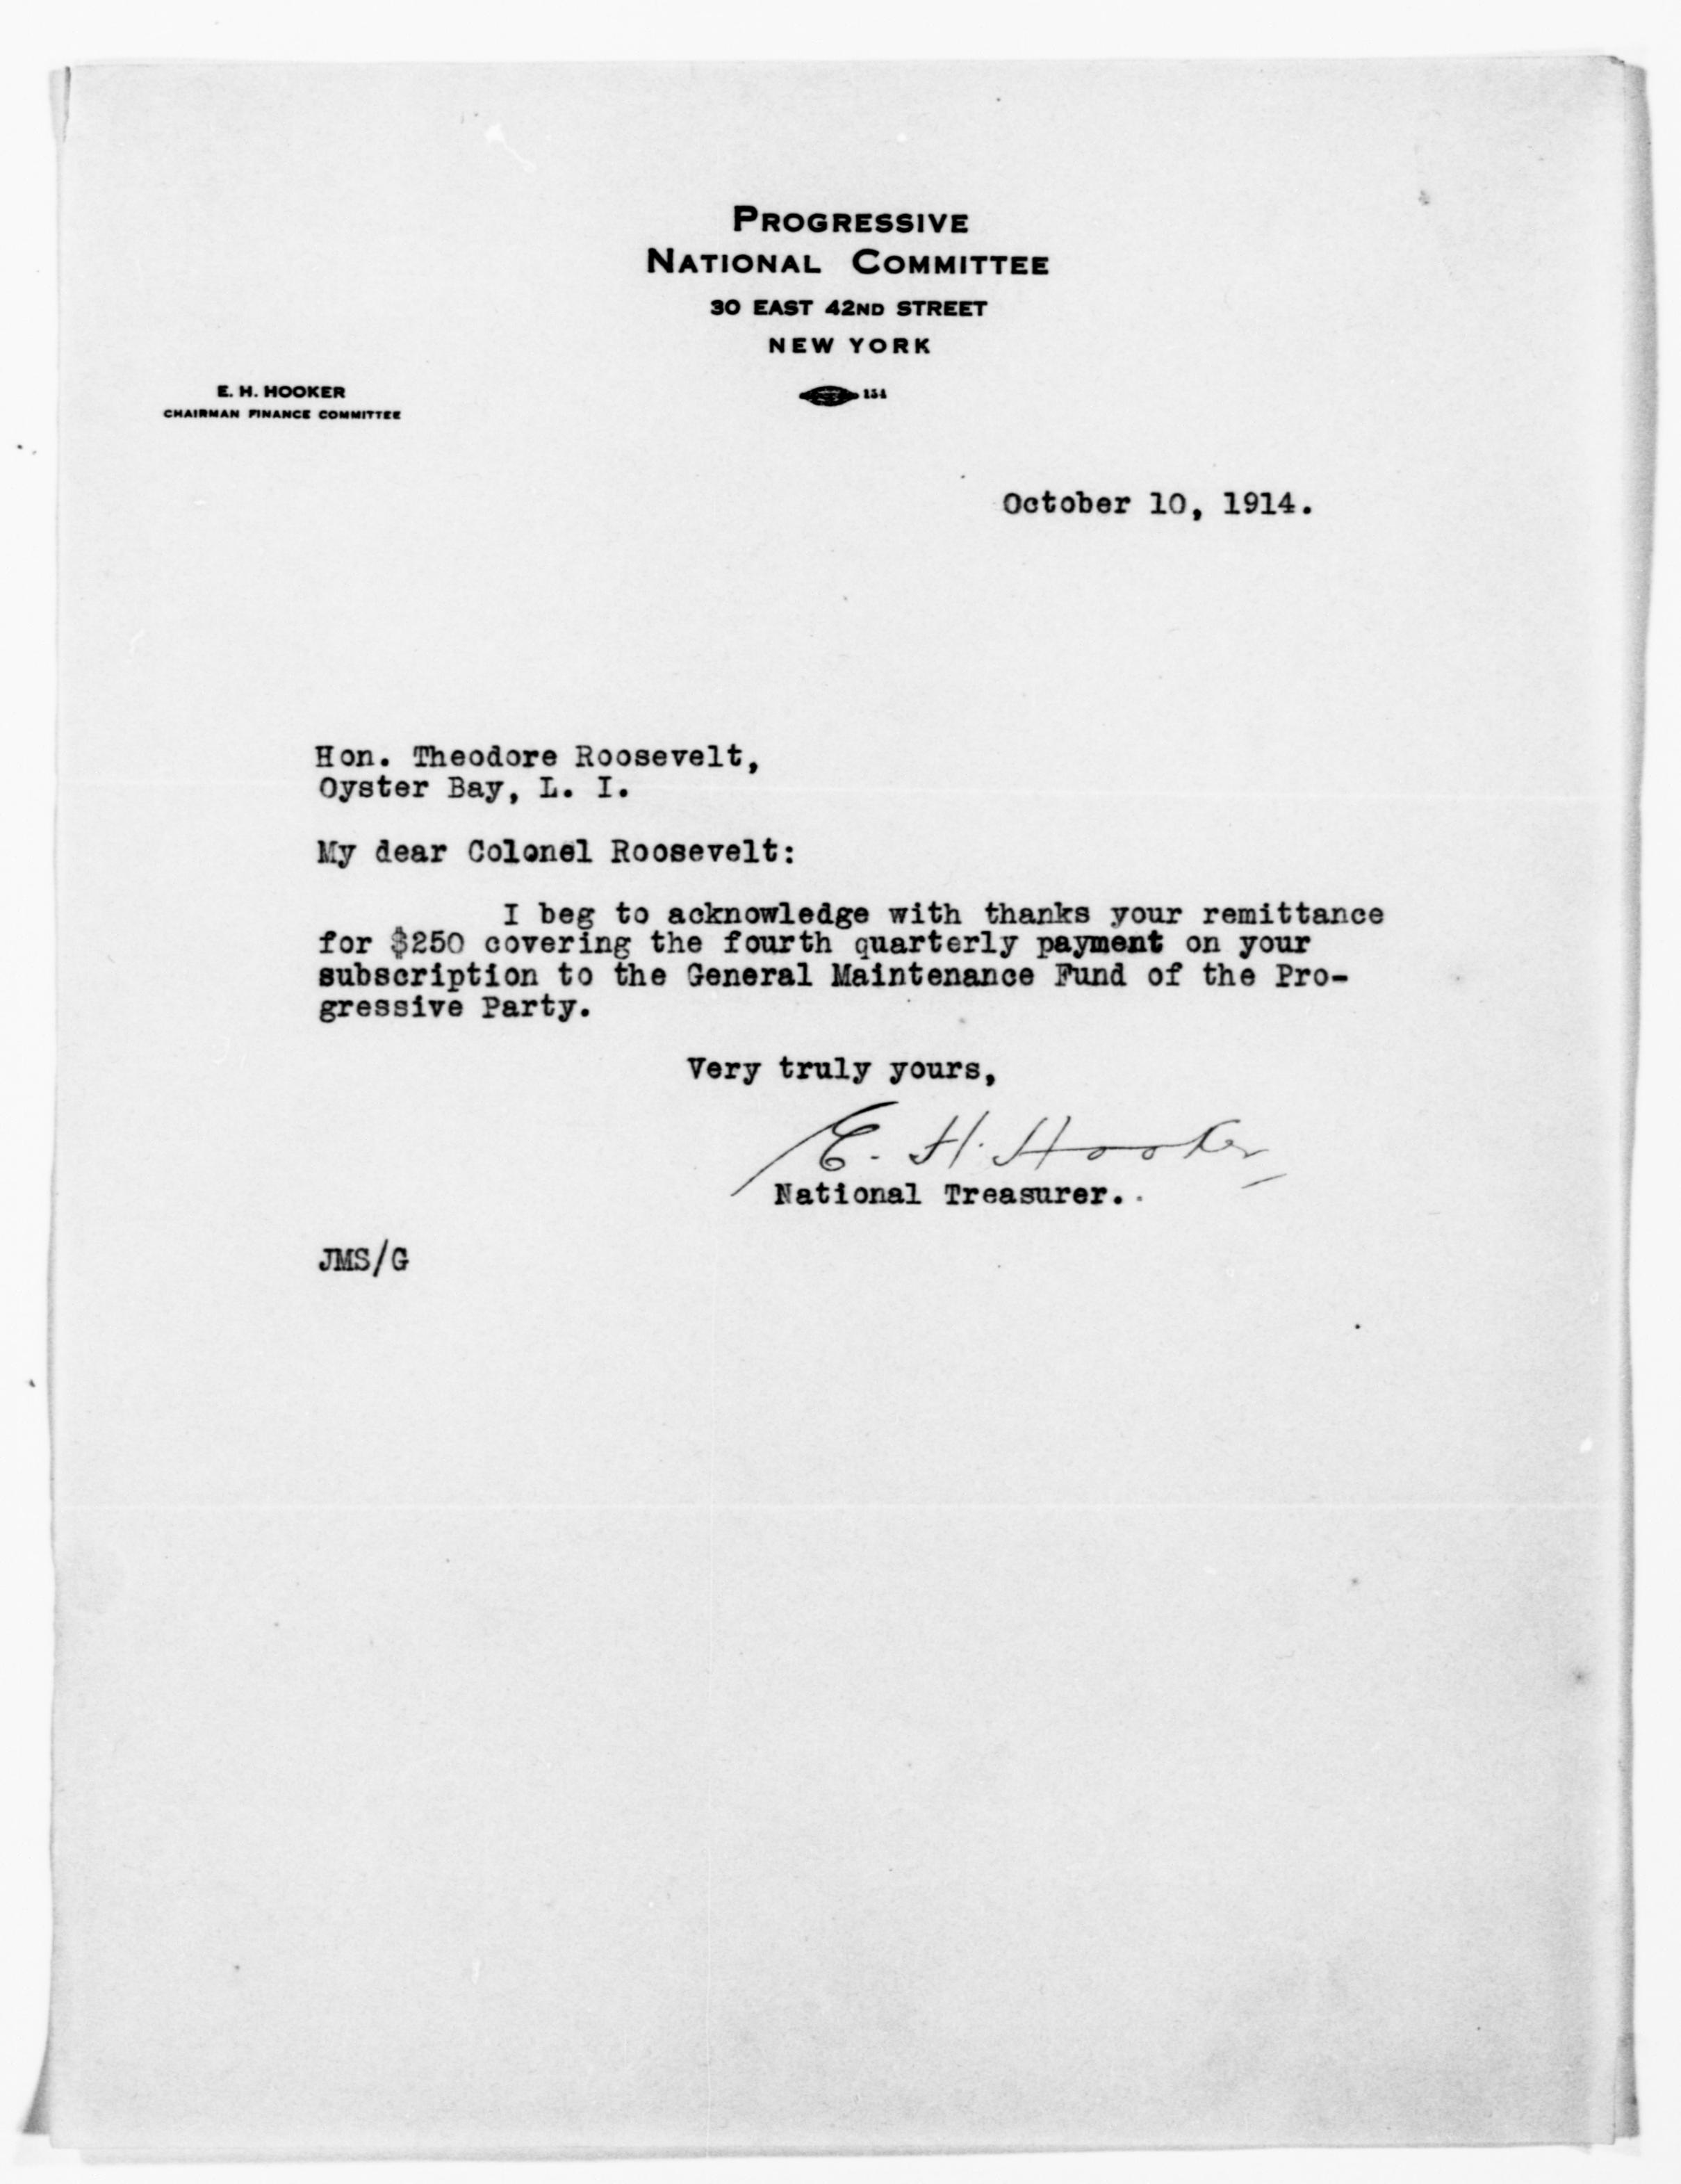 PROGRESSIVE
NATIONAL COMMITTEE
30 EAST 42ND STREET
NEW YORK
E. H. HOOKER
CHAIRMAN FINANCE COMMITTEE
154
October 10, 1914.
Hon. Theodore Roosevelt,
Oyster Bay, L. I.
My dear Colonel Roosevelt:
I beg to acknowledge with thanks your remittance
for $250 covering the fourth quarterly payment on your
subscription to the General Maintenance Fund of the Pro-
gressive Party.
Very truly yours,
E. H. Hooker
National Treasurer.
JMS/G